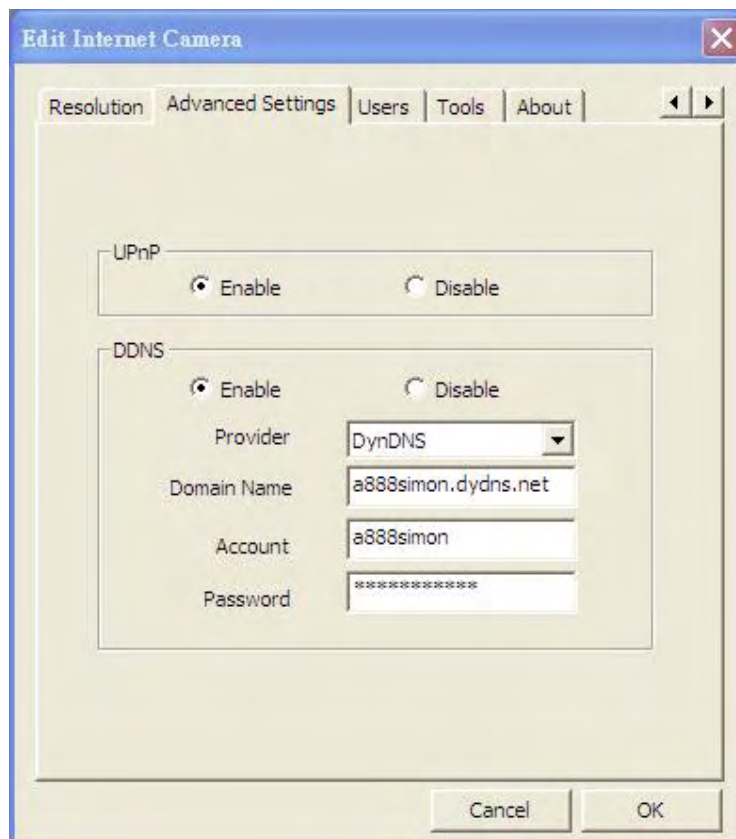 Edit Internet Camera
Resolution Advanced Settings Users Tools About
UPnP
Enable Disable
DDNS
Enable Disable
Provider DynDNS
Domain Name a888simon.dydns.net
Account a888simon
Password ***********
Cancel OK